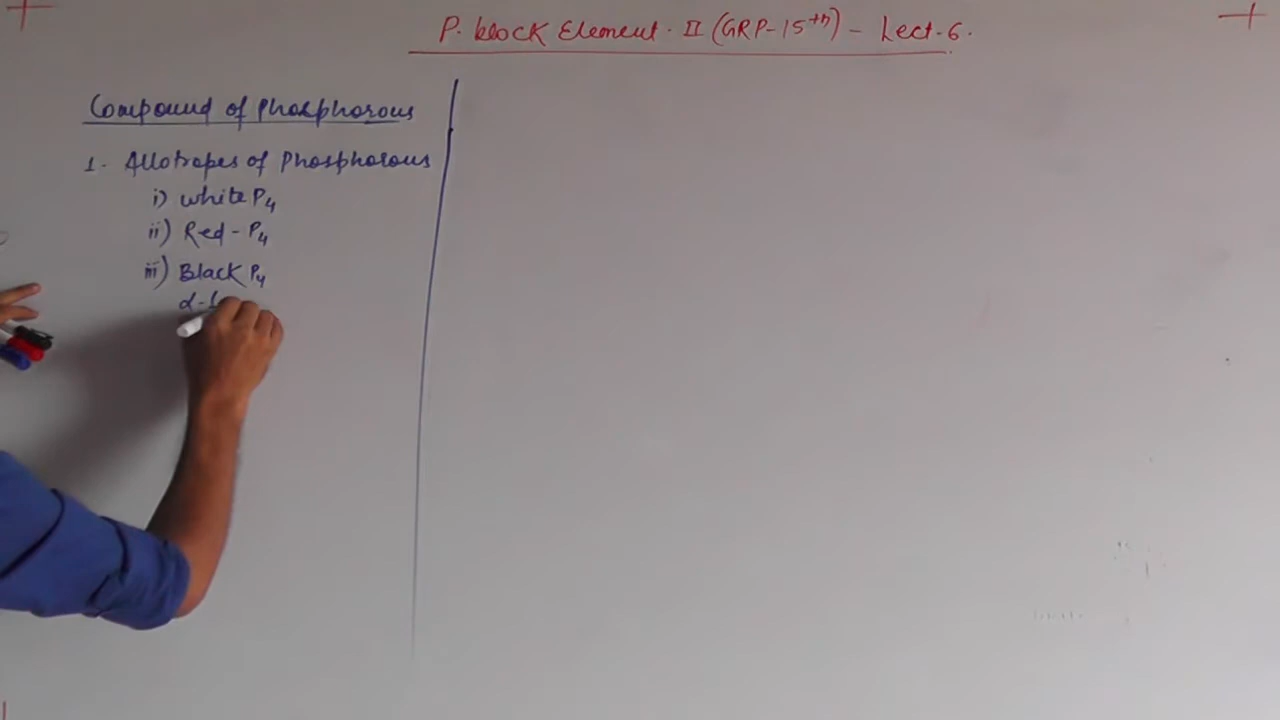 P. block Element. II (GRP-15th) - Lect. 6.
Compound of Phosphorous
1. Allotropes of Phosphorous
i) white P4
ii) Red - P4
iii) Black P4
α-